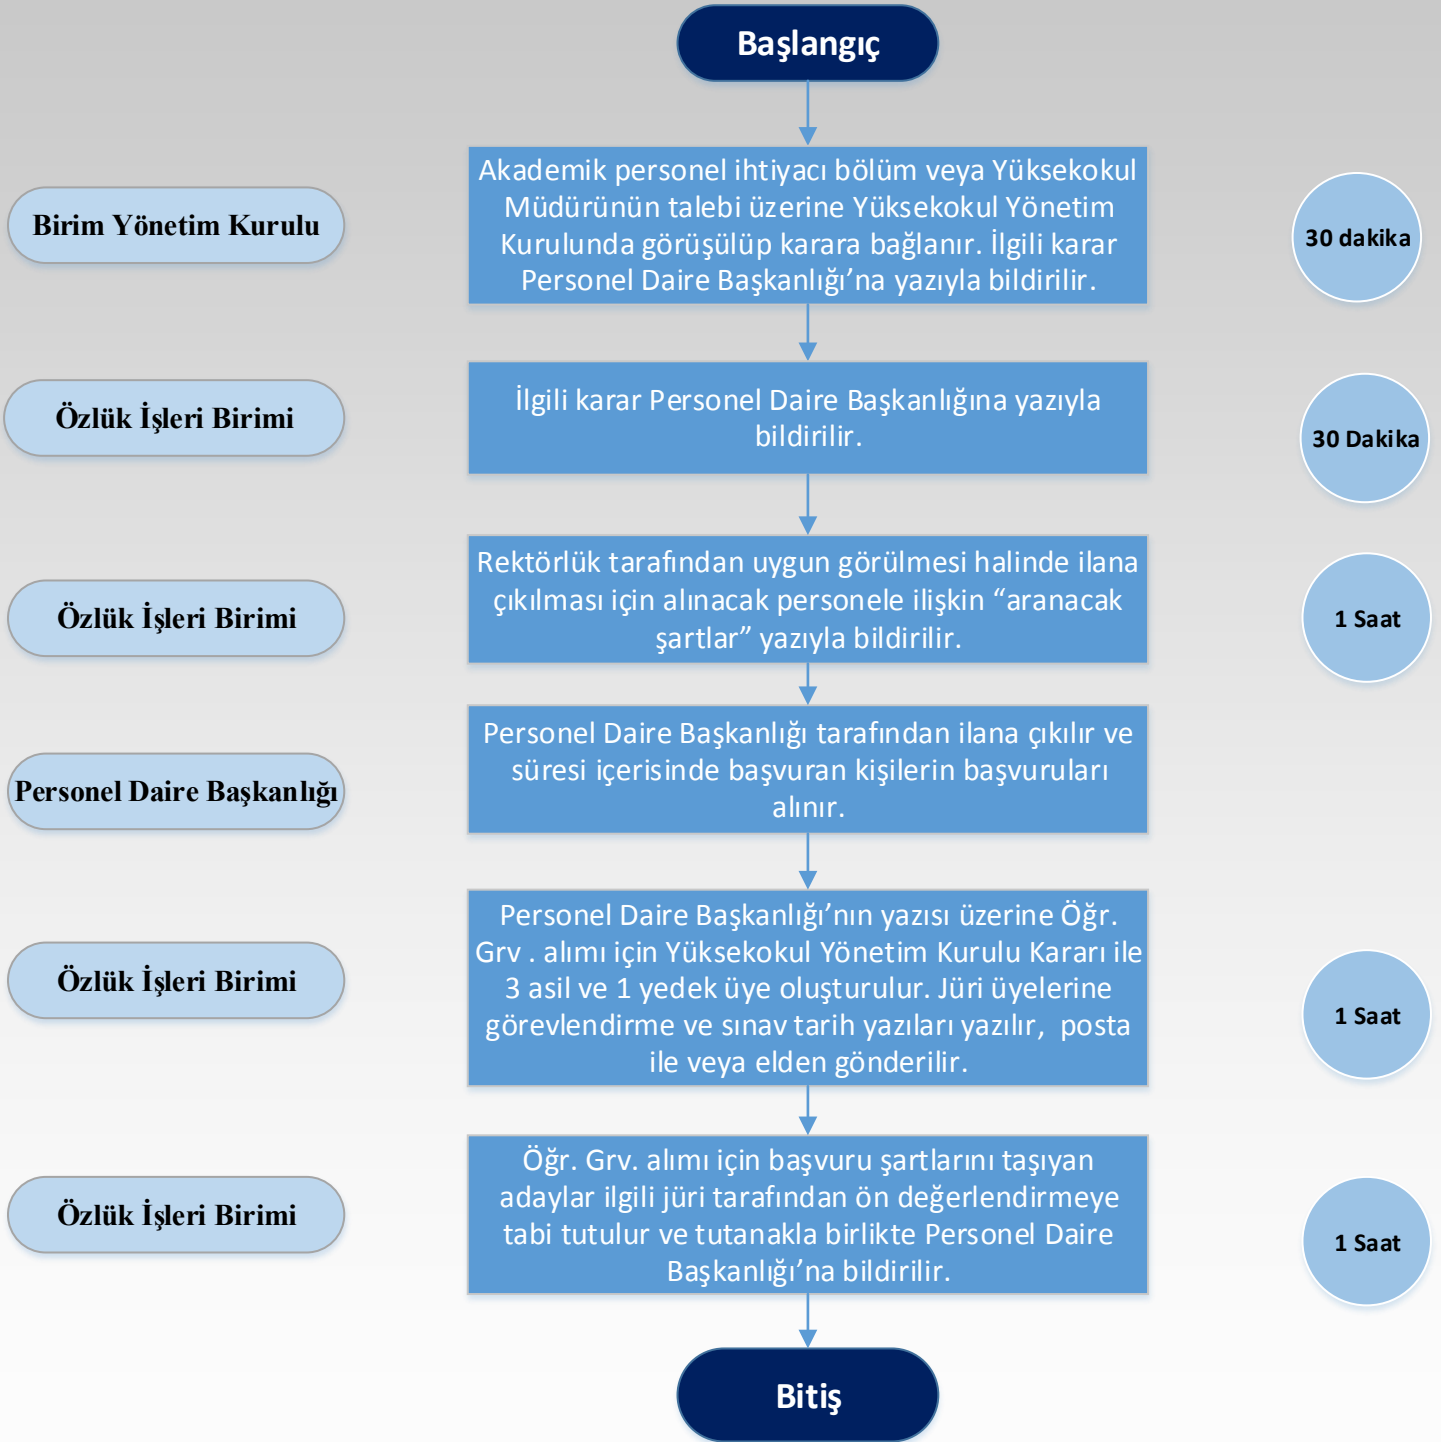 Başlangıç
Birim Yönetim Kurulu
Akademik personel ihtiyacı bölüm veya Yüksekokul
Müdürünün talebi üzerine Yüksekokul Yönetim
Kurulunda görüşülüp karara bağlanır. İlgili karar
Personel Daire Başkanlığı’na yazıyla bildirilir.
30 dakika
Özlük İşleri Birimi
İlgili karar Personel Daire Başkanlığına yazıyla
bildirilir.
30 Dakika
Özlük İşleri Birimi
Rektörlük tarafından uygun görülmesi halinde ilana
çıkılması için alınacak personele ilişkin “aranacak
şartlar” yazıyla bildirilir.
1 Saat
Personel Daire Başkanlığı
Personel Daire Başkanlığı tarafından ilana çıkılır ve
süresi içerisinde başvuran kişilerin başvuruları
alınır.
Özlük İşleri Birimi
Personel Daire Başkanlığı’nın yazısı üzerine Öğr.
Grv . alımı için Yüksekokul Yönetim Kurulu Kararı ile
3 asil ve 1 yedek üye oluşturulur. Jüri üyelerine
görevlendirme ve sınav tarih yazıları yazılır, posta
ile veya elden gönderilir.
1 Saat
Özlük İşleri Birimi
Öğr. Grv. alımı için başvuru şartlarını taşıyan
adaylar ilgili jüri tarafından ön değerlendirmeye
tabi tutulur ve tutanakla birlikte Personel Daire
Başkanlığı’na bildirilir.
1 Saat
Bitiş